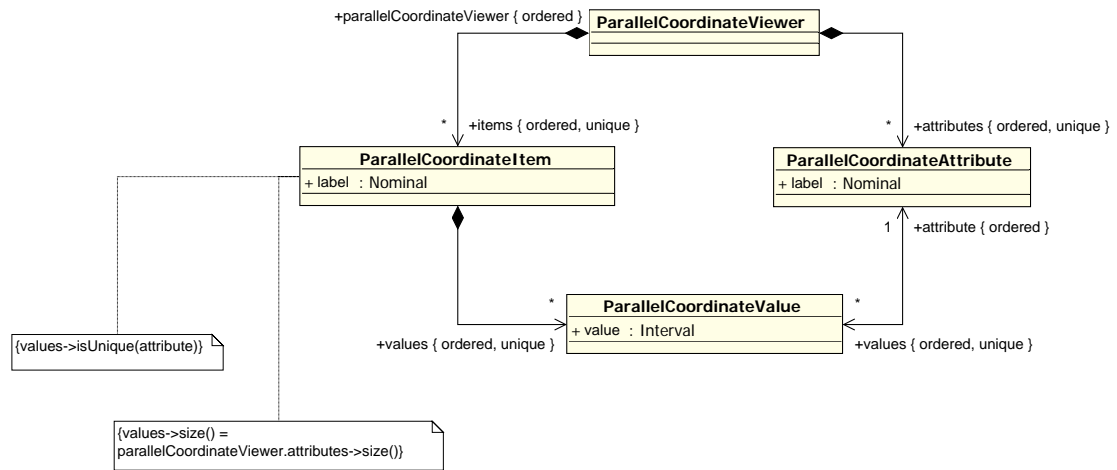 +parallelCoordinateViewer { ordered }
ParallelCoordinateViewer
* +items { ordered, unique }
* +attributes { ordered, unique }
ParallelCoordinateItem
+ label : Nominal
ParallelCoordinateAttribute
+ label : Nominal
1 +attribute { ordered }
*
ParallelCoordinateValue
*
+ value : Interval
+values { ordered, unique }
+values { ordered, unique }
{values->isUnique(attribute)}
{values->size() =
parallelCoordinateViewer.attributes->size()}